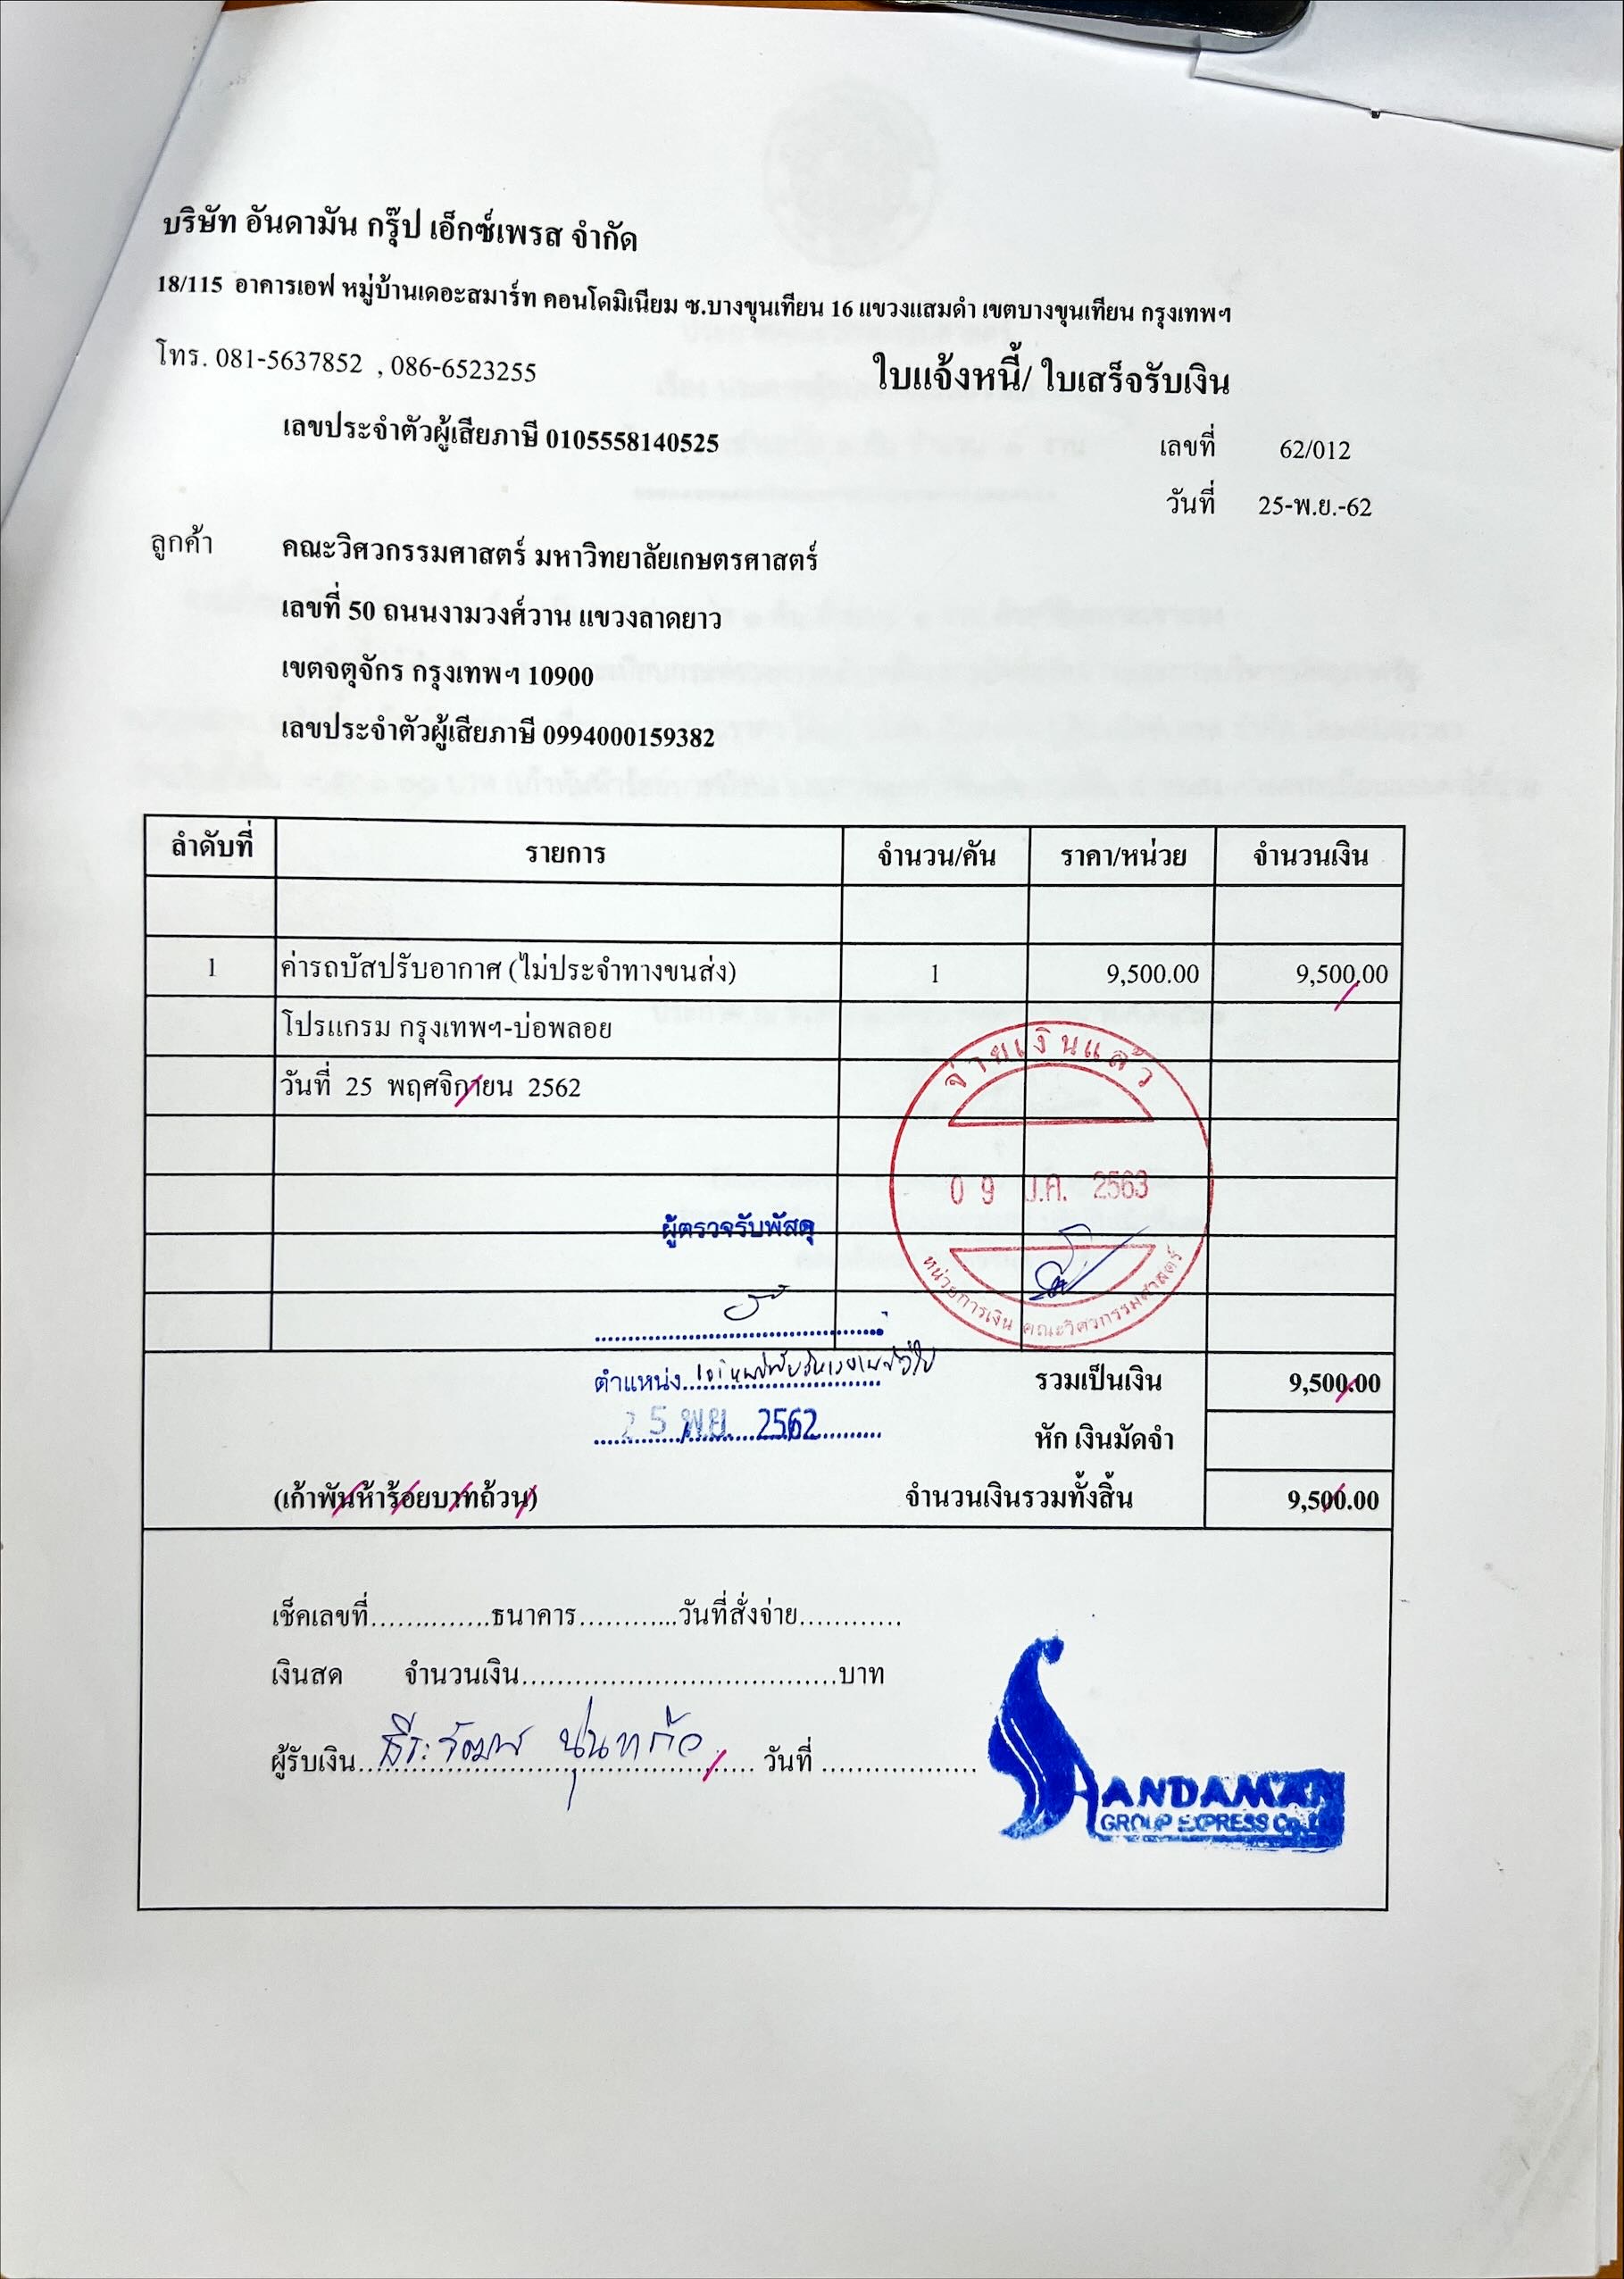 บริษัท อันดามัน กรุ๊ป เอ็กซ์เพรส จำกัด
18/115 อาคารเอฟ หมู่บ้านเดอะสมาร์ท คอนโดมิเนียม ซ.บางขุนเทียน 16 แขวงแสมดำ เขตบางขุนเทียน กรุงเทพฯ
โทร. 081-5637852 , 086-6523255
ใบแจ้งหนี้/ ใบเสร็จรับเงิน
เลขประจำตัวผู้เสียภาษี 0105558140525
เลขที่ 62/012
วันที่ 25-พ.ย.-62
ลูกค้า คณะวิศวกรรมศาสตร์ มหาวิทยาลัยเกษตรศาสตร์
เลขที่ 50 ถนนงามวงศ์วาน แขวงลาดยาว
เขตจตุจักร กรุงเทพฯ 10900
เลขประจำตัวผู้เสียภาษี 0994000159382
ลำดับที่ รายการ จำนวน/คัน ราคา/หน่วย จำนวนเงิน
1 ค่ารถบัสปรับอากาศ (ไม่ประจำทางขนส่ง) 1 9,500.00 9,500.00
โปรแกรม กรุงเทพฯ-บ่อพลอย
วันที่ 25 พฤศจิกายน 2562
จ่ายเงินแล้ว
09 ม.ค. 2563
หน่วยการเงิน คณะวิศวกรรมศาสตร์
ผู้ตรวจรับพัสดุ
ตำแหน่ง
25 พ.ย. 2562
รวมเป็นเงิน 9,500.00
หัก เงินมัดจำ
(เก้าพันห้าร้อยบาทถ้วน) จำนวนเงินรวมทั้งสิ้น 9,500.00
เช็คเลขที่..............ธนาคาร............วันที่สั่งจ่าย............
เงินสด จำนวนเงิน....................................บาท
ผู้รับเงิน.......... วันที่ ..................
ANDAMAN
GROUP EXPRESS Co.,